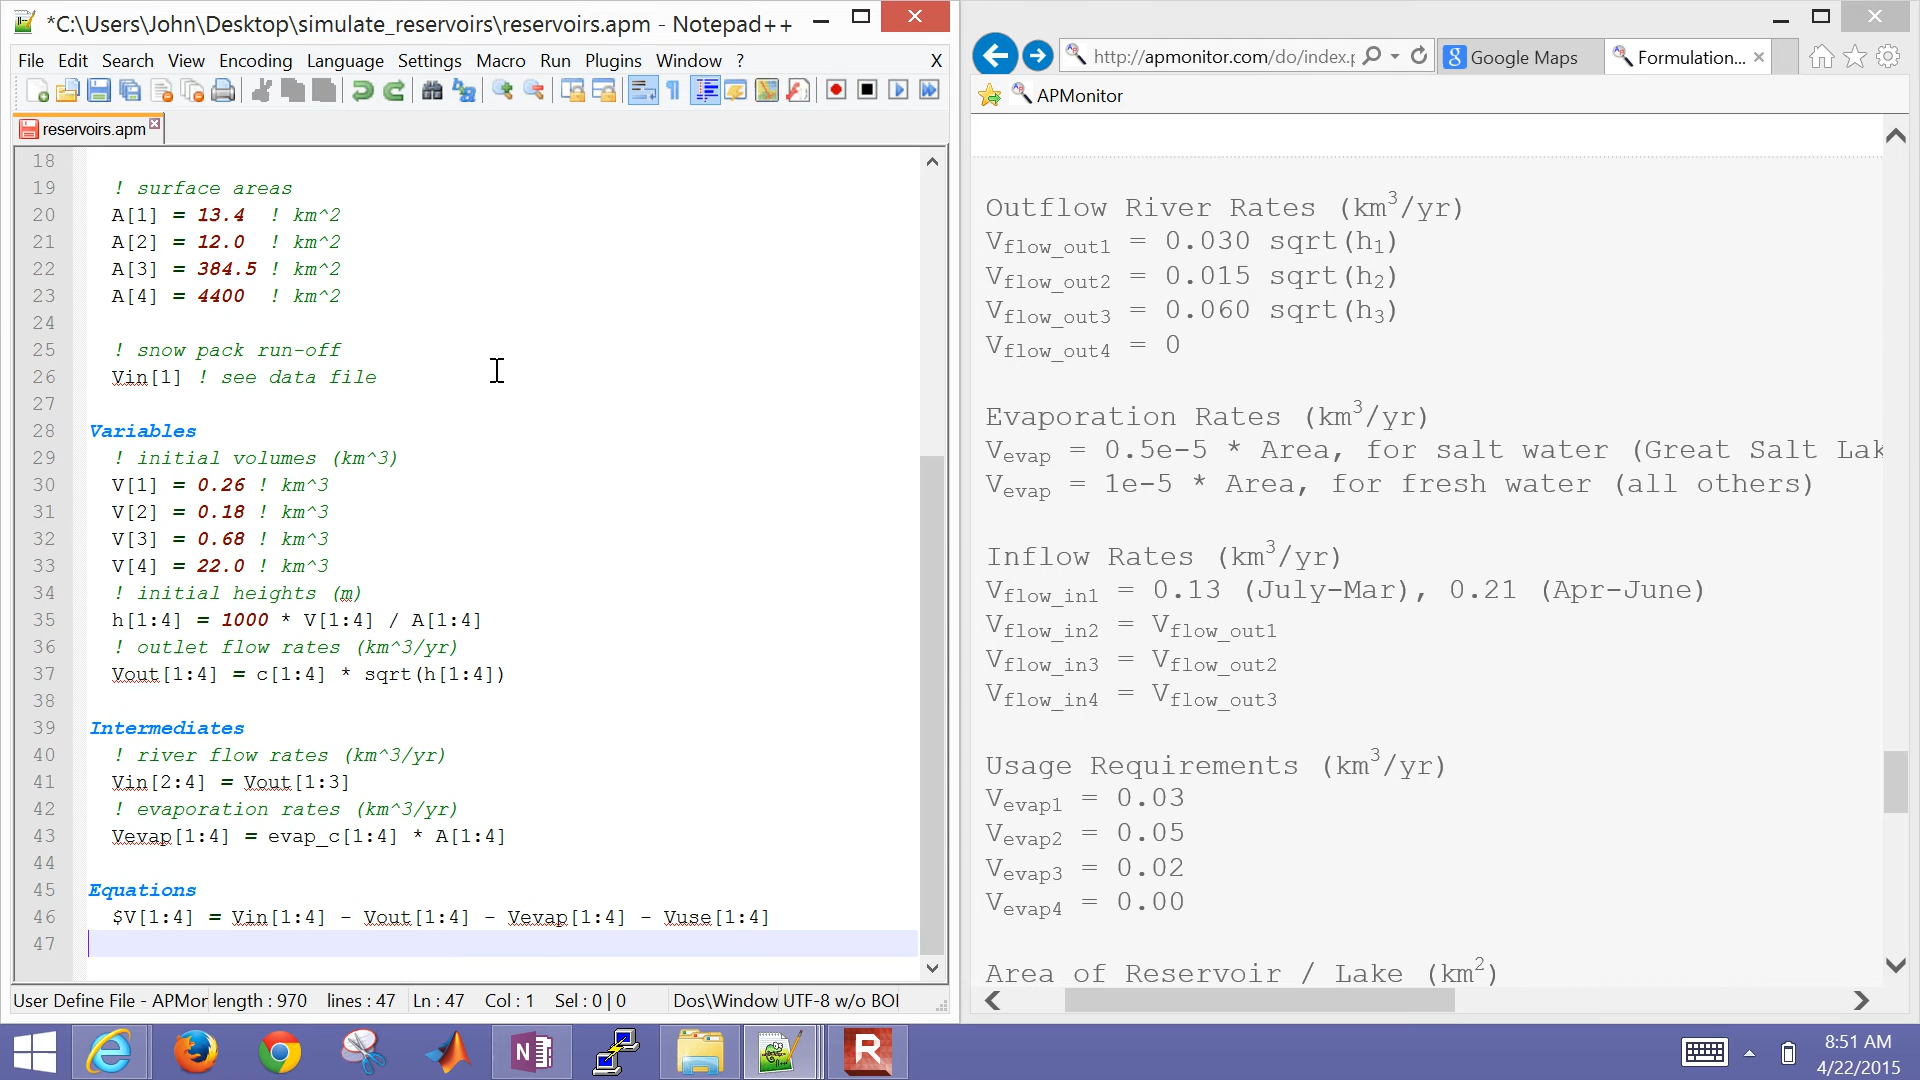 *C:\Users\John\Desktop\simulate_reservoirs\reservoirs.apm - Notepad++
File Edit Search View Encoding Language Settings Macro Run Plugins Window ? X
reservoirs.apm
18
19 ! surface areas
20 A[1] = 13.4 ! km^2
21 A[2] = 12.0 ! km^2
22 A[3] = 384.5 ! km^2
23 A[4] = 4400 ! km^2
24
25 ! snow pack run-off
26 Vin[1] ! see data file
27
28 Variables
29 ! initial volumes (km^3)
30 V[1] = 0.26 ! km^3
31 V[2] = 0.18 ! km^3
32 V[3] = 0.68 ! km^3
33 V[4] = 22.0 ! km^3
34 ! initial heights (m)
35 h[1:4] = 1000 * V[1:4] / A[1:4]
36 ! outlet flow rates (km^3/yr)
37 Vout[1:4] = c[1:4] * sqrt(h[1:4])
38
39 Intermediates
40 ! river flow rates (km^3/yr)
41 Vin[2:4] = Vout[1:3]
42 ! evaporation rates (km^3/yr)
43 Vevap[1:4] = evap_c[1:4] * A[1:4]
44
45 Equations
46 $V[1:4] = Vin[1:4] - Vout[1:4] - Vevap[1:4] - Vuse[1:4]
47
User Define File - APMor length : 970 lines : 47 Ln : 47 Col : 1 Sel : 0 | 0 Dos\Window UTF-8 w/o BO
http://apmonitor.com/do/index.p
Google Maps
Formulation...
APMonitor
Outflow River Rates (km3/yr)
Vflow_out1 = 0.030 sqrt(h1)
Vflow_out2 = 0.015 sqrt(h2)
Vflow_out3 = 0.060 sqrt(h3)
Vflow_out4 = 0
Evaporation Rates (km3/yr)
Vevap = 0.5e-5 * Area, for salt water (Great Salt Lak
Vevap = 1e-5 * Area, for fresh water (all others)
Inflow Rates (km3/yr)
Vflow_in1 = 0.13 (July-Mar), 0.21 (Apr-June)
Vflow_in2 = Vflow_out1
Vflow_in3 = Vflow_out2
Vflow_in4 = Vflow_out3
Usage Requirements (km3/yr)
Vevap1 = 0.03
Vevap2 = 0.05
Vevap3 = 0.02
Vevap4 = 0.00
Area of Reservoir / Lake (km2)
8:51 AM
4/22/2015